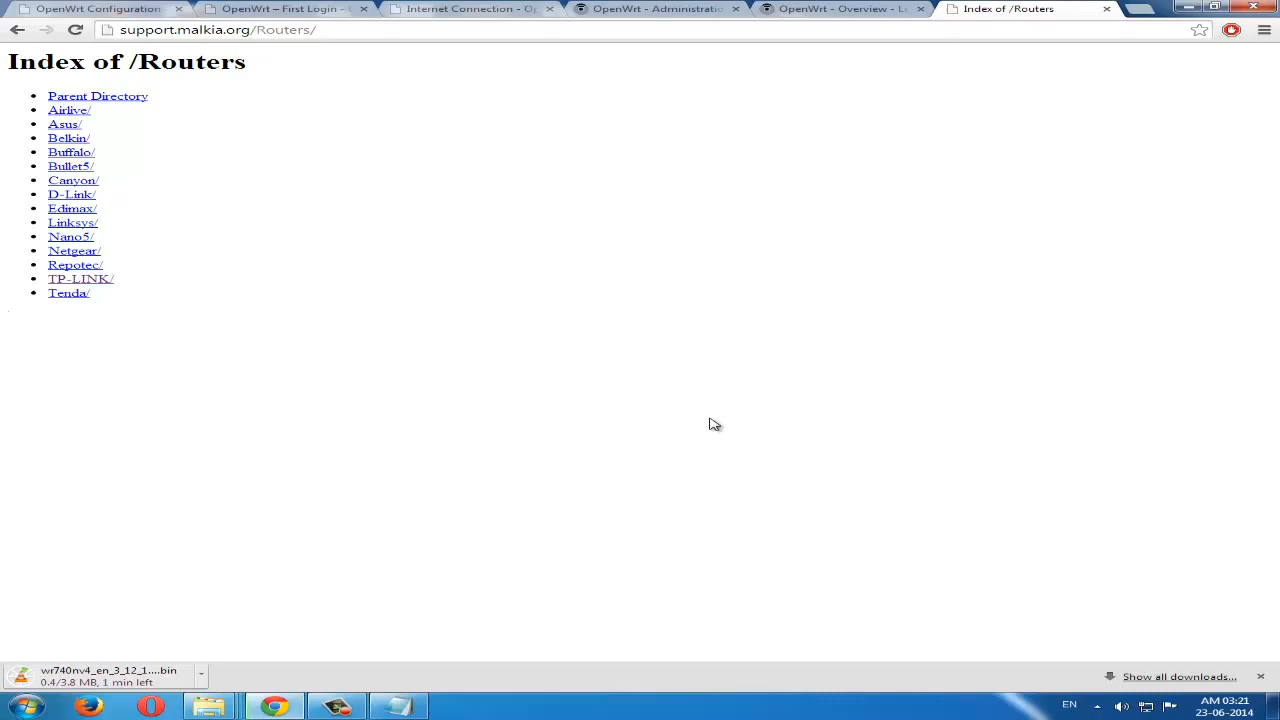 OpenWrt Configuration
OpenWrt – First Login -
Internet Connection - O
OpenWrt - Administratio
OpenWrt - Overview - L
Index of /Routers
support.malkia.org/Routers/
Index of /Routers
Parent Directory
Airlive/
Asus/
Belkin/
Buffalo/
Bullet5/
Canyon/
D-Link/
Edimax/
Linksys/
Nano5/
Netgear/
Repotec/
TP-LINK/
Tenda/
wr740nv4_en_3_12_1....bin
0.4/3.8 MB, 1 min left
Show all downloads...
EN
AM 03:21
23-06-2014